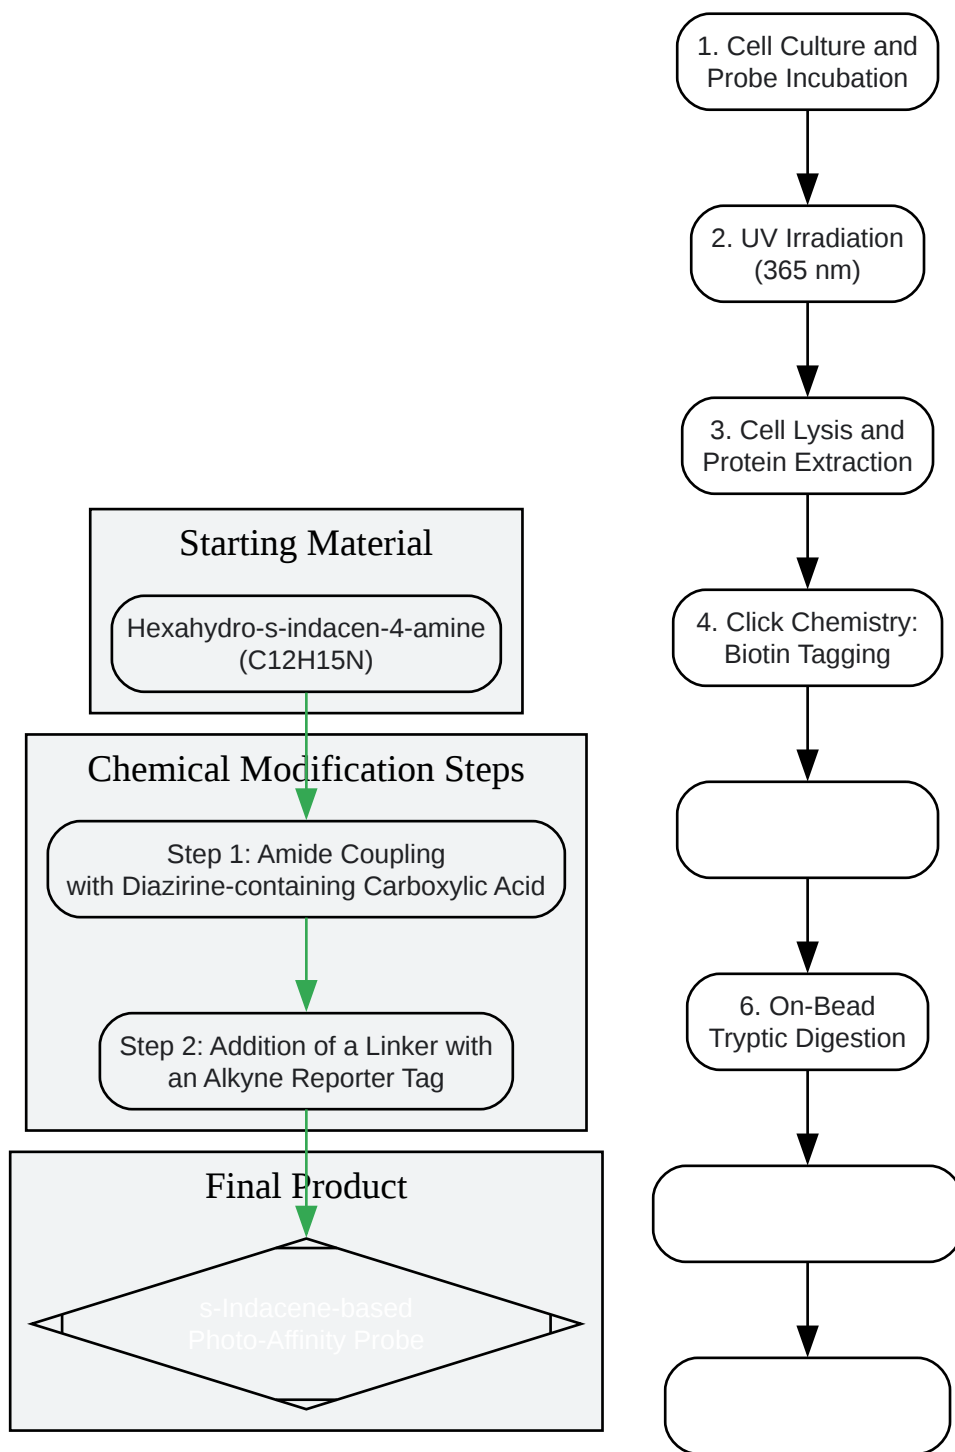 1. Cell Culture and
Probe Incubation
2. UV Irradiation
(365 nm)
3. Cell Lysis and
Protein Extraction
4. Click Chemistry:
Biotin Tagging
6. On-Bead
Tryptic Digestion
Starting Material
Hexahydro-s-indacen-4-amine
(C12H15N)
Chemical Modification Steps
Step 1: Amide Coupling
with Diazirine-containing Carboxylic Acid
Step 2: Addition of a Linker with
an Alkyne Reporter Tag
Final Product
s-Indacene-based
Photo-Affinity Probe